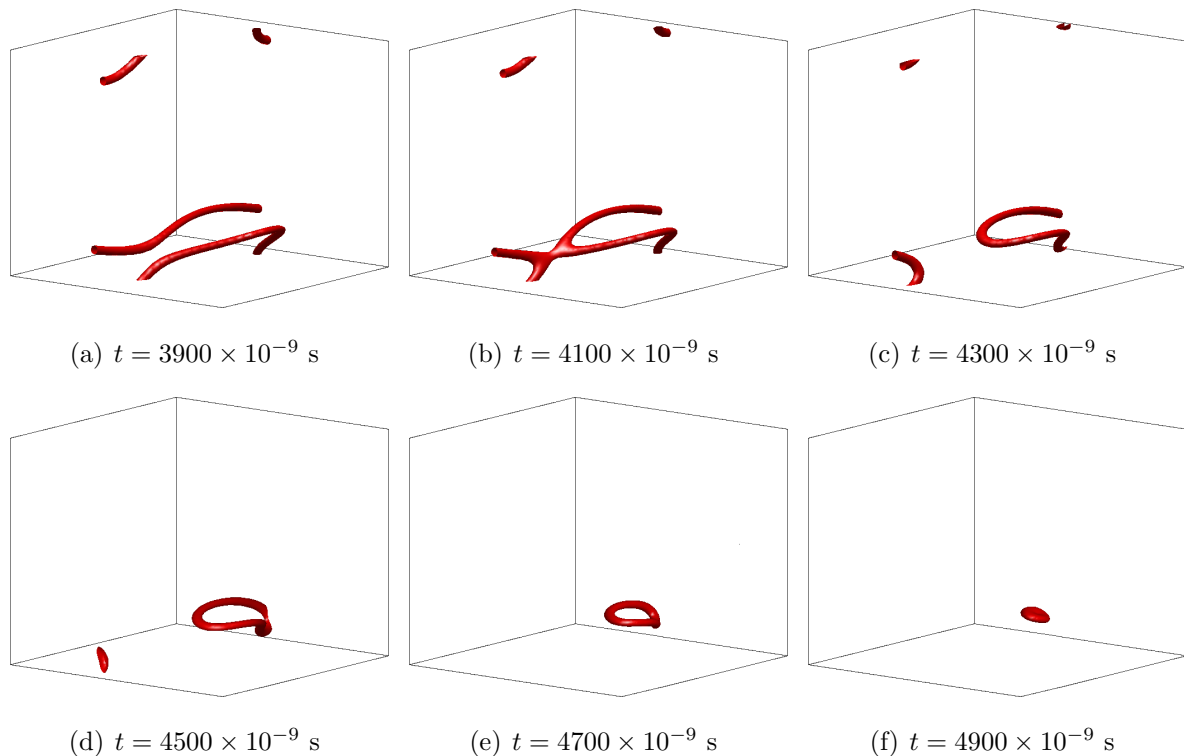 (a) t = 3900 × 10⁻⁹ s
(b) t = 4100 × 10⁻⁹ s
(c) t = 4300 × 10⁻⁹ s
(d) t = 4500 × 10⁻⁹ s
(e) t = 4700 × 10⁻⁹ s
(f) t = 4900 × 10⁻⁹ s